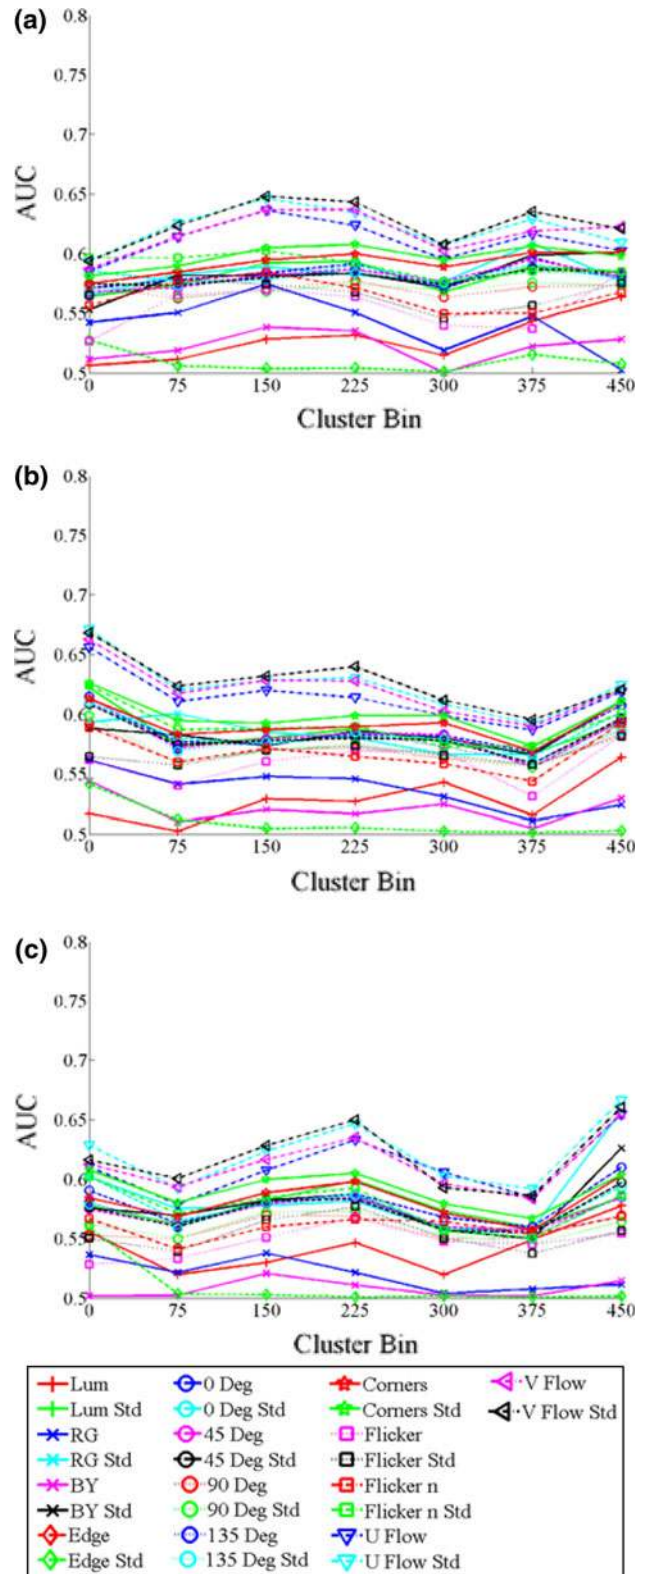 (a)
0.8
0.75
0.7
0.65
0.6
0.55
0.5
AUC
0 75 150 225 300 375 450
Cluster Bin
(b)
0.8
0.75
0.7
0.65
0.6
0.55
0.5
AUC
0 75 150 225 300 375 450
Cluster Bin
(c)
0.8
0.75
0.7
0.65
0.6
0.55
0.5
AUC
0 75 150 225 300 375 450
Cluster Bin
Lum
Lum Std
RG
RG Std
BY
BY Std
Edge
Edge Std
0 Deg
0 Deg Std
45 Deg
45 Deg Std
90 Deg
90 Deg Std
135 Deg
135 Deg Std
Corners
Corners Std
Flicker
Flicker Std
Flicker n
Flicker n Std
U Flow
U Flow Std
V Flow
V Flow Std